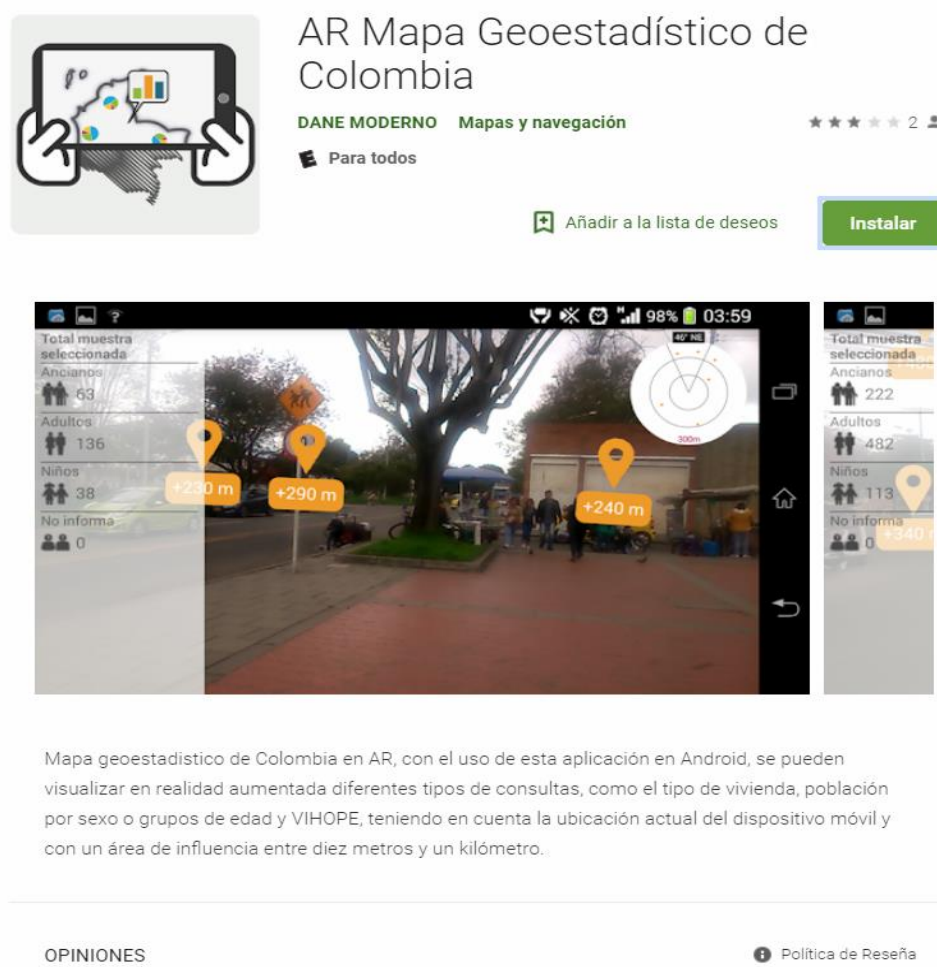 AR Mapa Geoestadístico de
Colombia
DANE MODERNO Mapas y navegación
2
Para todos
Añadir a la lista de deseos
Instalar
98% 03:59
Total muestra
seleccionada
Ancianos
63
Adultos
136
Niños
38
No informa
0
46° NE
300m
+230 m
+290 m
+240 m
Total muestra
seleccionada
Ancianos
222
Adultos
482
Niños
113
No informa
0
+340
Mapa geoestadistico de Colombia en AR, con el uso de esta aplicación en Android, se pueden
visualizar en realidad aumentada diferentes tipos de consultas, como el tipo de vivienda, población
por sexo o grupos de edad y VIHOPE, teniendo en cuenta la ubicación actual del dispositivo móvil y
con un área de influencia entre diez metros y un kilómetro.
OPINIONES
Política de Reseña